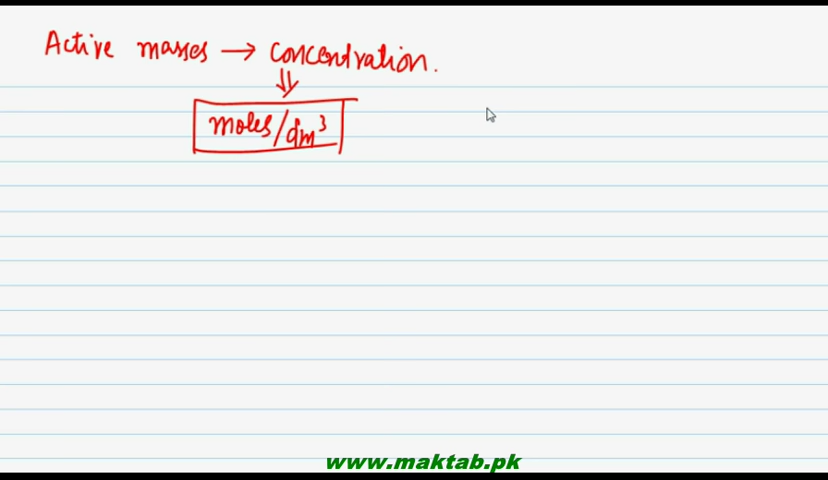 Active masses → concentration.
⇓
moles/dm³
www.maktab.pk